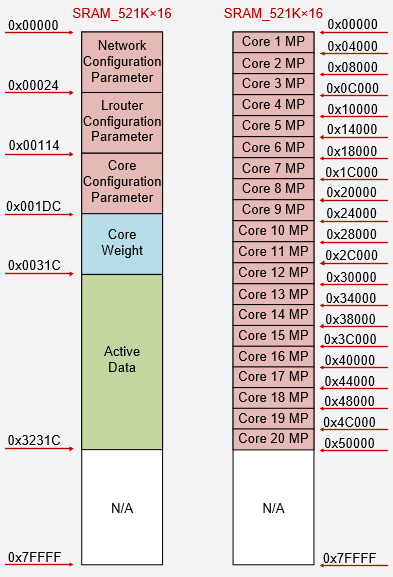 SRAM_521K×16
0x00000
Network
Configuration
Parameter
0x00024
Lrouter
Configuration
Parameter
0x00114
Core
Configuration
Parameter
0x001DC
Core
Weight
0x0031C
Active
Data
0x3231C
N/A
0x7FFFF
SRAM_521K×16
0x00000
Core 1 MP
0x04000
Core 2 MP
0x08000
Core 3 MP
0x0C000
Core 4 MP
0x10000
Core 5 MP
0x14000
Core 6 MP
0x18000
Core 7 MP
0x1C000
Core 8 MP
0x20000
Core 9 MP
0x24000
Core 10 MP
0x28000
Core 11 MP
0x2C000
Core 12 MP
0x30000
Core 13 MP
0x34000
Core 14 MP
0x38000
Core 15 MP
0x3C000
Core 16 MP
0x40000
Core 17 MP
0x44000
Core 18 MP
0x48000
Core 19 MP
0x4C000
Core 20 MP
0x50000
N/A
0x7FFFF